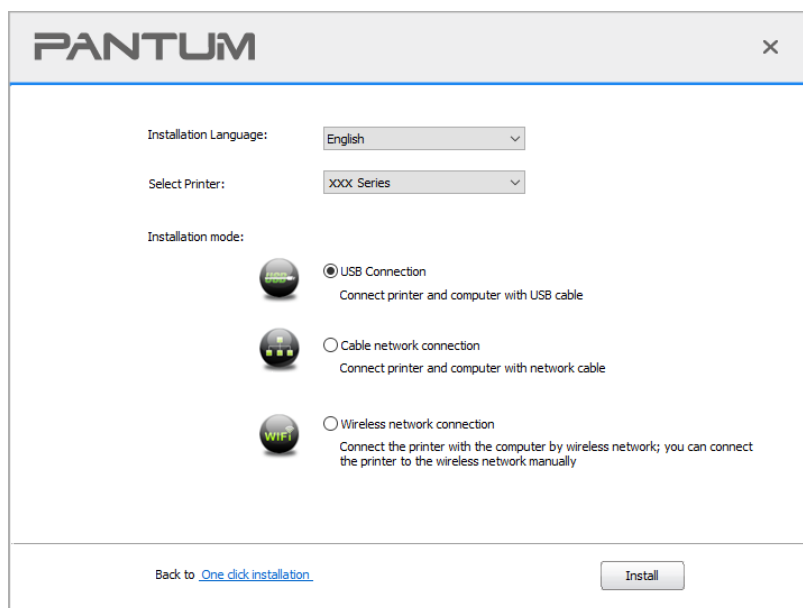 PANTUM
Installation Language:
English
Select Printer:
XXX Series
Installation mode:
USB
USB Connection
Connect printer and computer with USB cable
Cable network connection
Connect printer and computer with network cable
WiFi
Wireless network connection
Connect the printer with the computer by wireless network; you can connect
the printer to the wireless network manually
Back to One click installation
Install